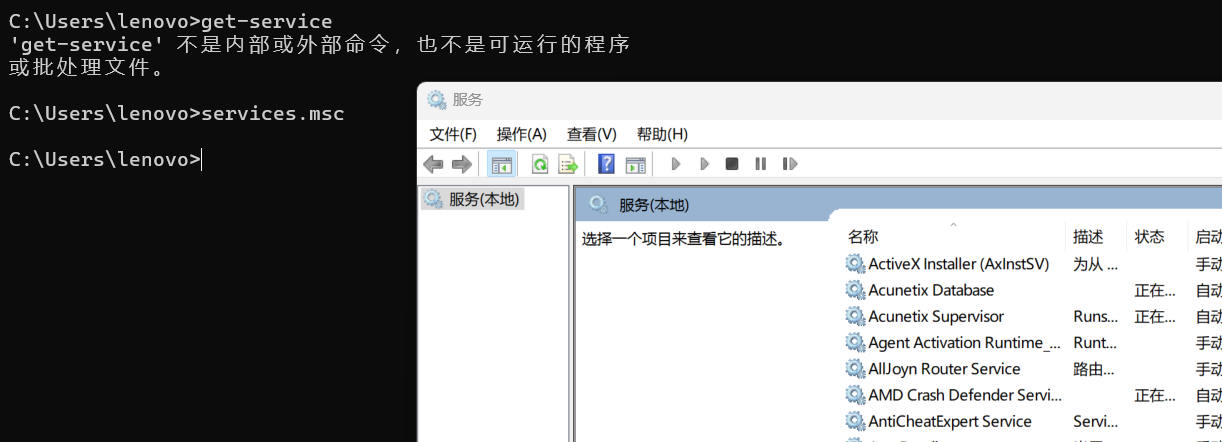 C:\Users\lenovo>get-service
'get-service' 不是内部或外部命令，也不是可运行的程序
或批处理文件。
C:\Users\lenovo>services.msc
C:\Users\lenovo>
服务
文件(F) 操作(A) 查看(V) 帮助(H)
服务(本地)
服务(本地)
选择一个项目来查看它的描述。
名称 描述 状态 启动
ActiveX Installer (AxInstSV) 为从 ... 手动
Acunetix Database 正在... 自动
Acunetix Supervisor Runs... 正在... 自动
Agent Activation Runtime_... Runt... 手动
AllJoyn Router Service 路由... 手动
AMD Crash Defender Servi... 正在... 自动
AntiCheatExpert Service Servi... 手动